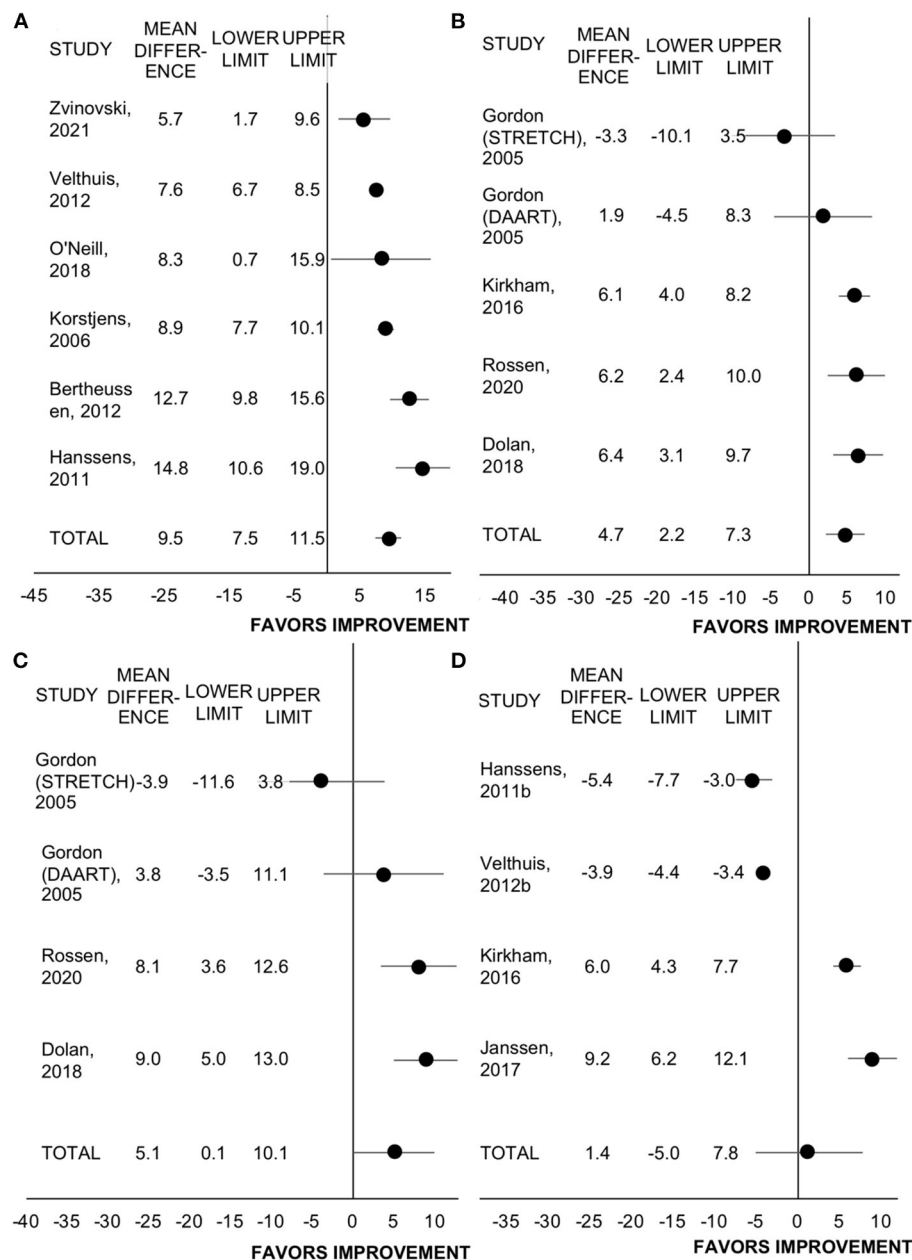 A
STUDY MEAN DIFFER- ENCE LOWER LIMIT UPPER LIMIT
Zvinovski, 2021 5.7 1.7 9.6
Velthuis, 2012 7.6 6.7 8.5
O'Neill, 2018 8.3 0.7 15.9
Korstjens, 2006 8.9 7.7 10.1
Bertheuss en, 2012 12.7 9.8 15.6
Hanssens, 2011 14.8 10.6 19.0
TOTAL 9.5 7.5 11.5
-45 -35 -25 -15 -5 5 15
FAVORS IMPROVEMENT
B
STUDY MEAN DIFFER- ENCE LOWER LIMIT UPPER LIMIT
Gordon (STRETCH), 2005 -3.3 -10.1 3.5
Gordon (DAART), 2005 1.9 -4.5 8.3
Kirkham, 2016 6.1 4.0 8.2
Rossen, 2020 6.2 2.4 10.0
Dolan, 2018 6.4 3.1 9.7
TOTAL 4.7 2.2 7.3
-40 -35 -30 -25 -20 -15 -10 -5 0 5 10
FAVORS IMPROVEMENT
C
STUDY MEAN DIFFER- ENCE LOWER LIMIT UPPER LIMIT
Gordon (STRETCH) 2005 -3.9 -11.6 3.8
Gordon (DAART), 2005 3.8 -3.5 11.1
Rossen, 2020 8.1 3.6 12.6
Dolan, 2018 9.0 5.0 13.0
TOTAL 5.1 0.1 10.1
-40 -35 -30 -25 -20 -15 -10 -5 0 5 10
FAVORS IMPROVEMENT
D
STUDY MEAN DIFFER- ENCE LOWER LIMIT UPPER LIMIT
Hanssens, 2011b -5.4 -7.7 -3.0
Velthuis, 2012b -3.9 -4.4 -3.4
Kirkham, 2016 6.0 4.3 7.7
Janssen, 2017 9.2 6.2 12.1
TOTAL 1.4 -5.0 7.8
-40 -35 -30 -25 -20 -15 -10 -5 0 5 10
FAVORS IMPROVEMENT